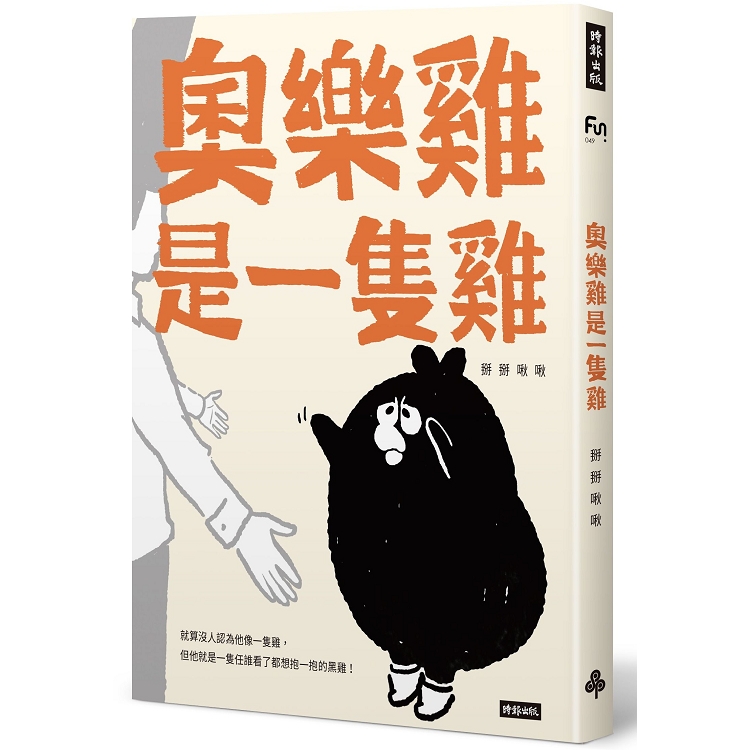 奧樂雞
是一隻雞
掰掰啾啾
就算沒人認為他像一隻雞，
但他就是一隻任誰看了都想抱一抱的黑雞！
時報出版
時報出版
Fun
049
奧樂雞是一隻雞
掰掰啾啾